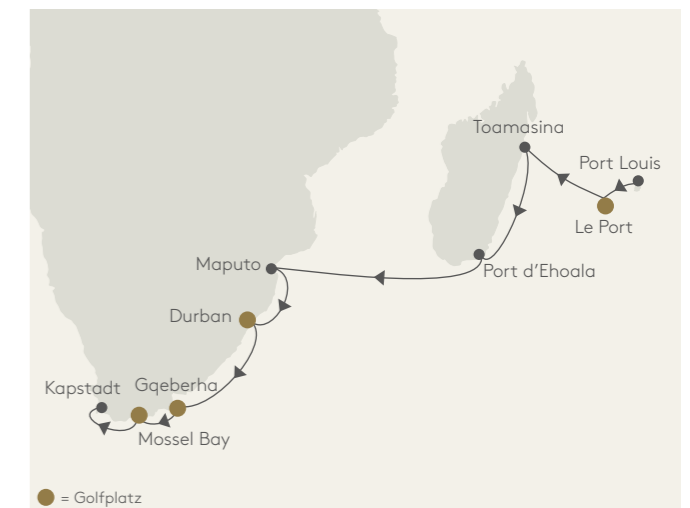 Toamasina
Port Louis
Le Port
Maputo
Port d’Ehoala
Durban
Kapstadt
Gqeberha
Mossel Bay
= Golfplatz